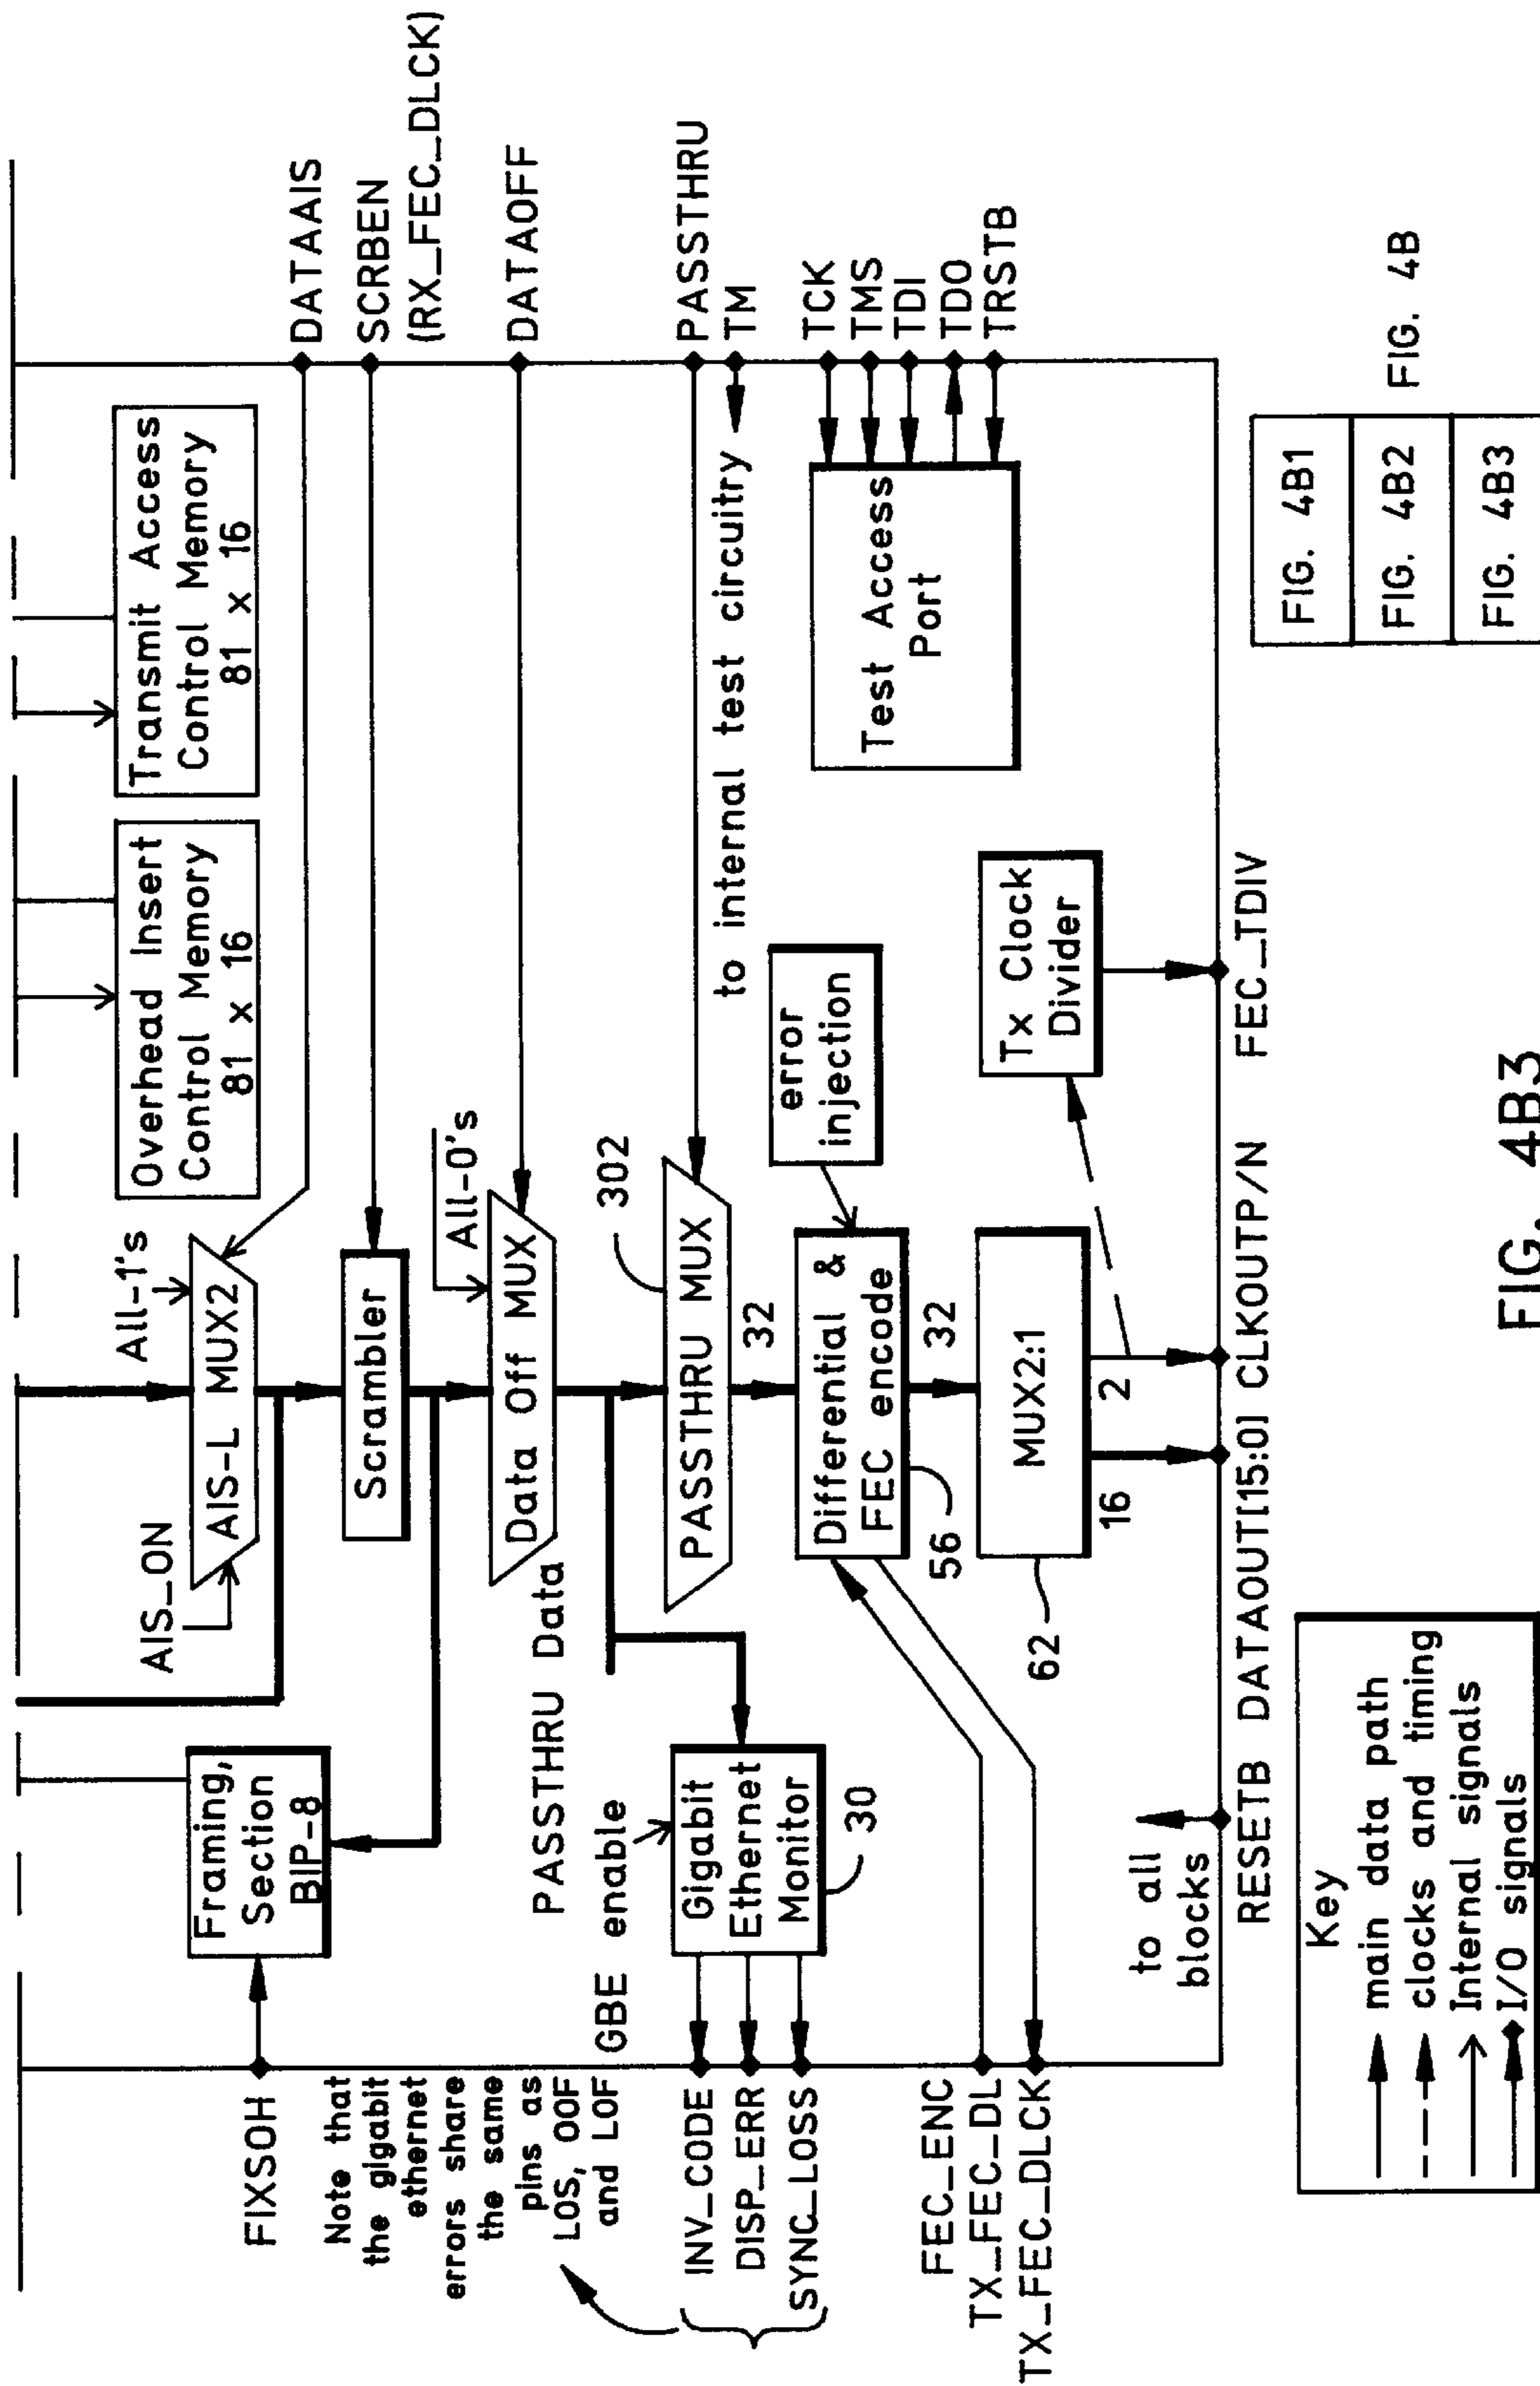 Overhead Insert
Control Memory
81 x 16
Transmit Access
Control Memory
81 x 16
All-1's
AIS_ON
AIS-L MUX2
DATAAIS
Framing,
Section
BIP-8
FIXSOH
Scrambler
SCRBEN
(RX_FEC_DLCK)
Note that
the gigabit
ethernet
errors share
the same
pins as
LOS, OOF
and LOF
All-0's
Data Off MUX
DATAOFF
PASSTHRU Data
GBE enable
302
PASSTHRU MUX
PASSTHRU
TM
to internal test circuitry
Gigabit
Ethernet
Monitor
30
INV_CODE
DISP_ERR
SYNC_LOSS
32
error
injection
Differential &
FEC encode
56
32
TCK
TMS
TDI
TDO
TRSTB
Test Access
Port
FEC_ENC
TX_FEC_DL
TX_FEC_DLCK
MUX2:1
62
16
2
Tx Clock
Divider
to all
blocks
RESETB
DATAOUT[15:0]
CLKOUTP/N
FEC_TDIV
Key
main data path
clocks and timing
Internal signals
I/O signals
FIG. 4B1
FIG. 4B2
FIG. 4B3
FIG. 4B
FIG. 4B3